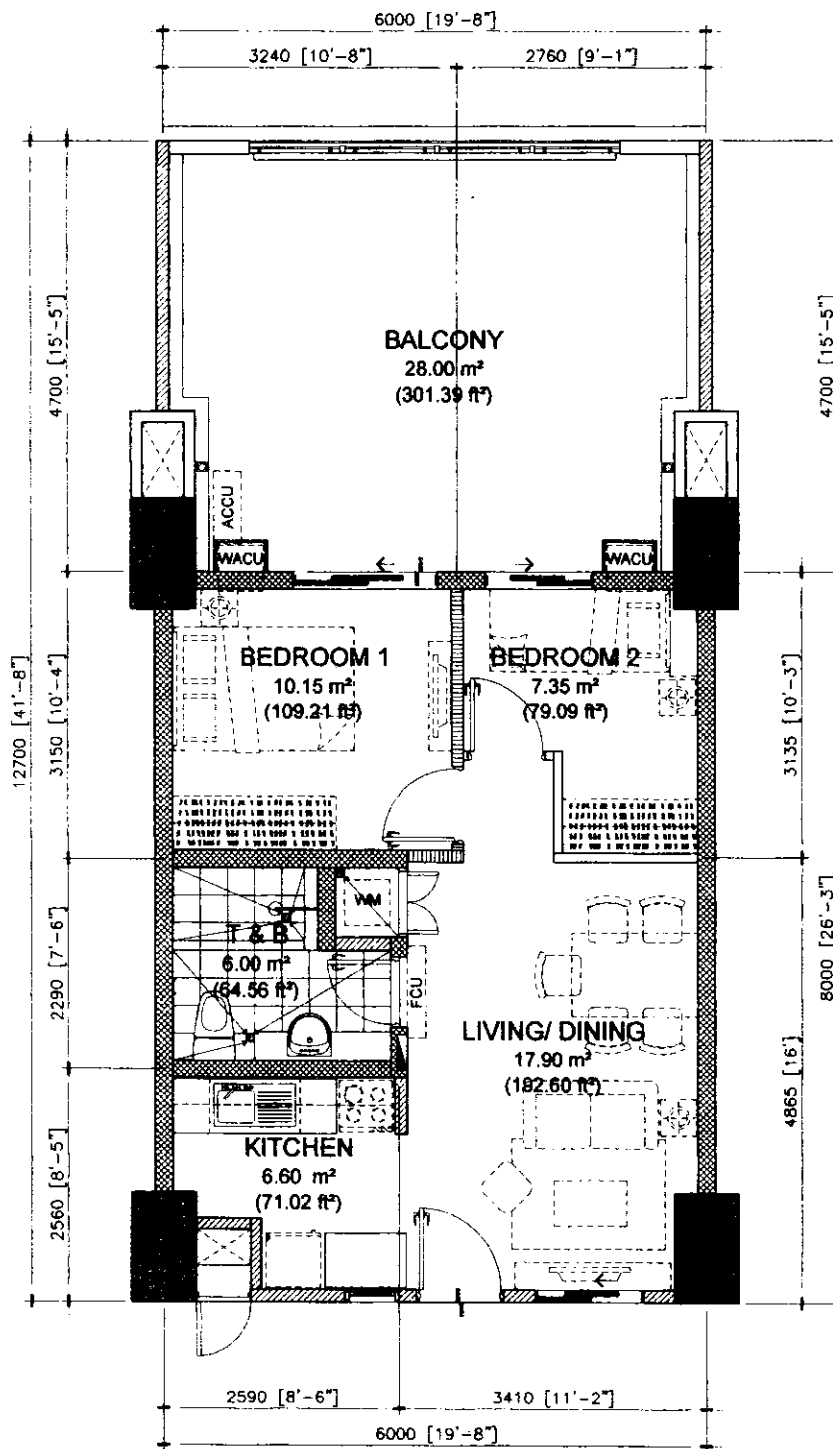 6000 [19'-8"]
3240 [10'-8"]
2760 [9'-1"]
4700 [15'-5"]
4700 [15'-5"]
BALCONY
28.00 m²
(301.39 ft²)
ACCU
WACU
WACU
12700 [41'-8"]
3150 [10'-4"]
BEDROOM 1
10.15 m²
(109.21 ft²)
BEDROOM 2
7.35 m²
(79.09 ft²)
3135 [10'-3"]
WM
2290 [7'-6"]
T & B
6.00 m²
(64.56 ft²)
FCU
8000 [26'-3"]
LIVING/ DINING
17.90 m²
(182.60 ft²)
4865 [16']
2560 [8'-5"]
KITCHEN
6.60 m²
(71.02 ft²)
2590 [8'-6"]
3410 [11'-2"]
6000 [19'-8"]